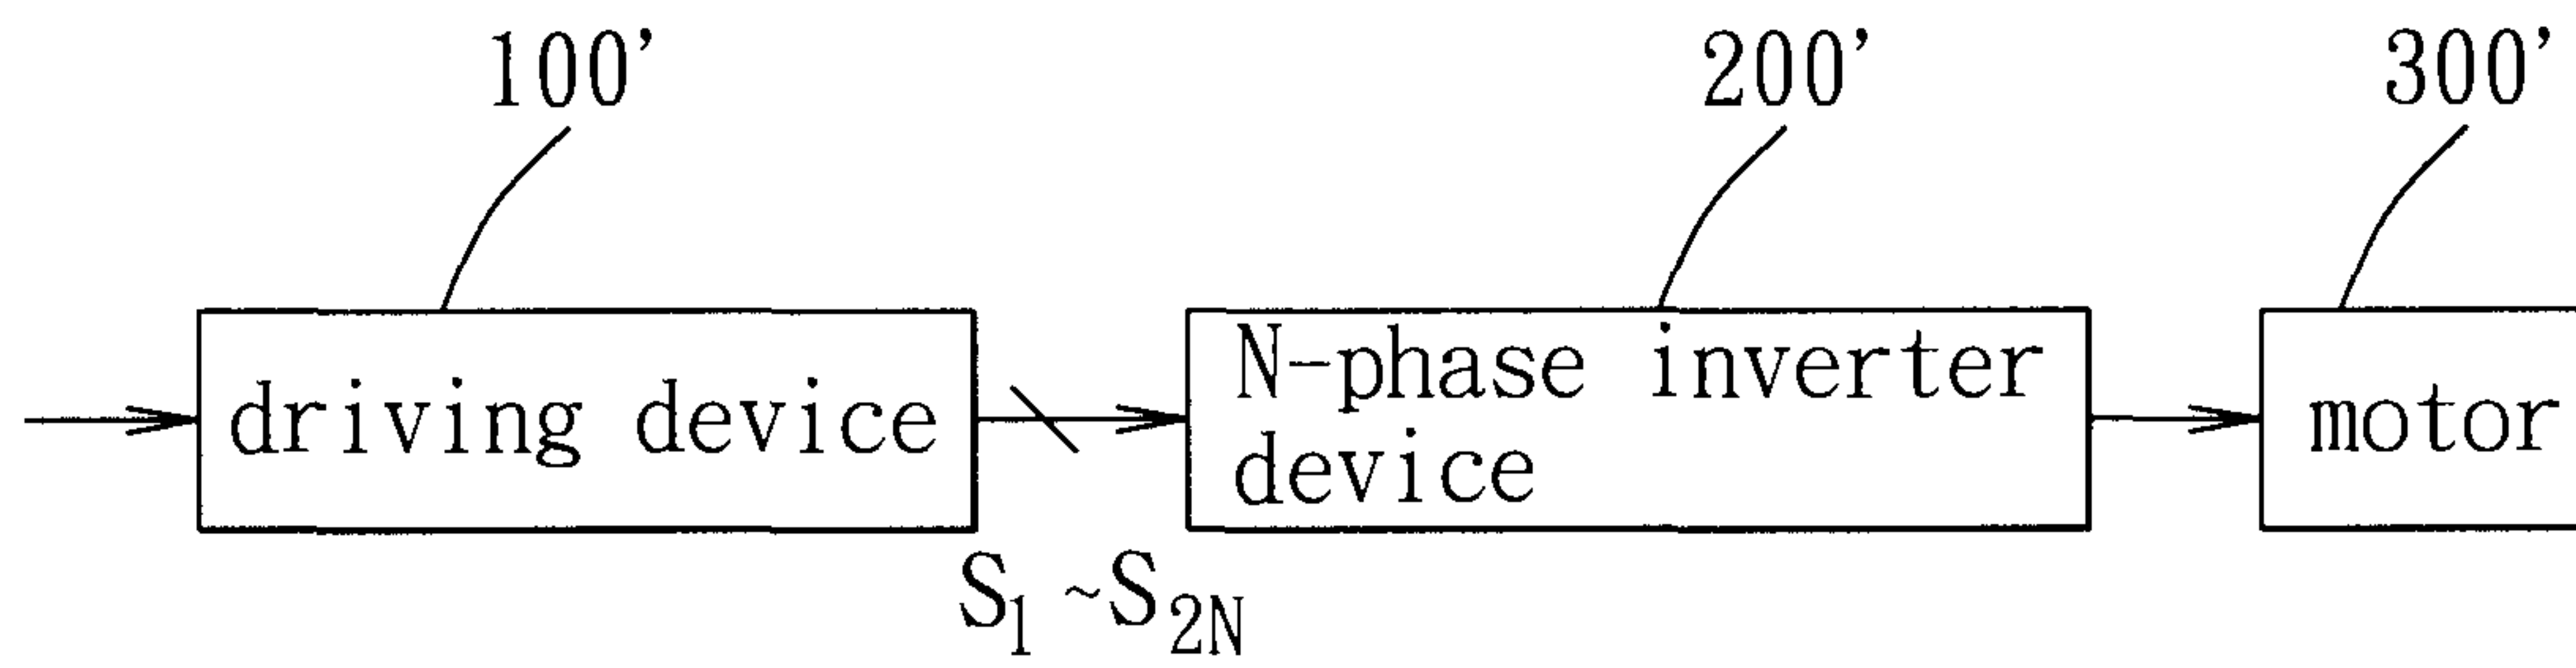 100' 200' 300'
driving device
N-phase inverter
device
motor
S₁ ~S₂N